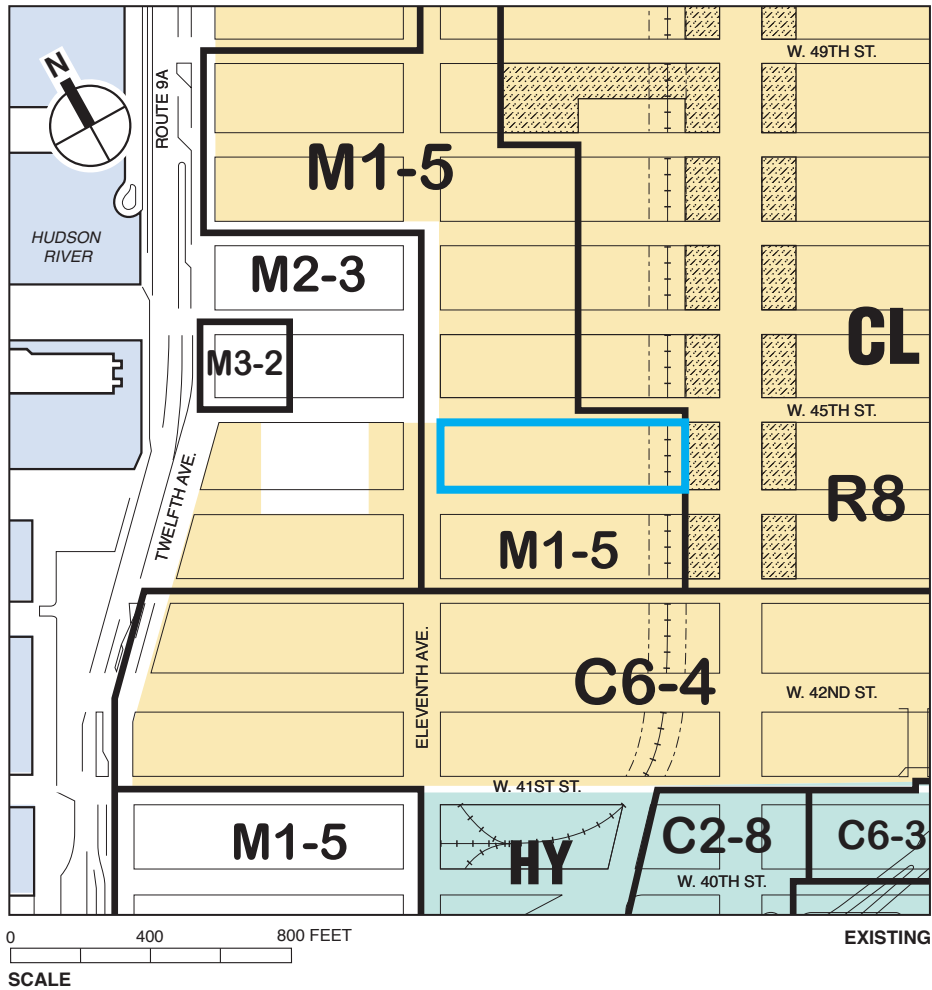 W. 49TH ST.
N
ROUTE 9A
M1-5
HUDSON
RIVER
M2-3
CL
M3-2
W. 45TH ST.
TWELFTH AVE.
R8
M1-5
ELEVENTH AVE.
C6-4
W. 42ND ST.
W. 41ST ST.
M1-5
HY
C2-8
C6-3
W. 40TH ST.
0 400 800 FEET
EXISTING
SCALE